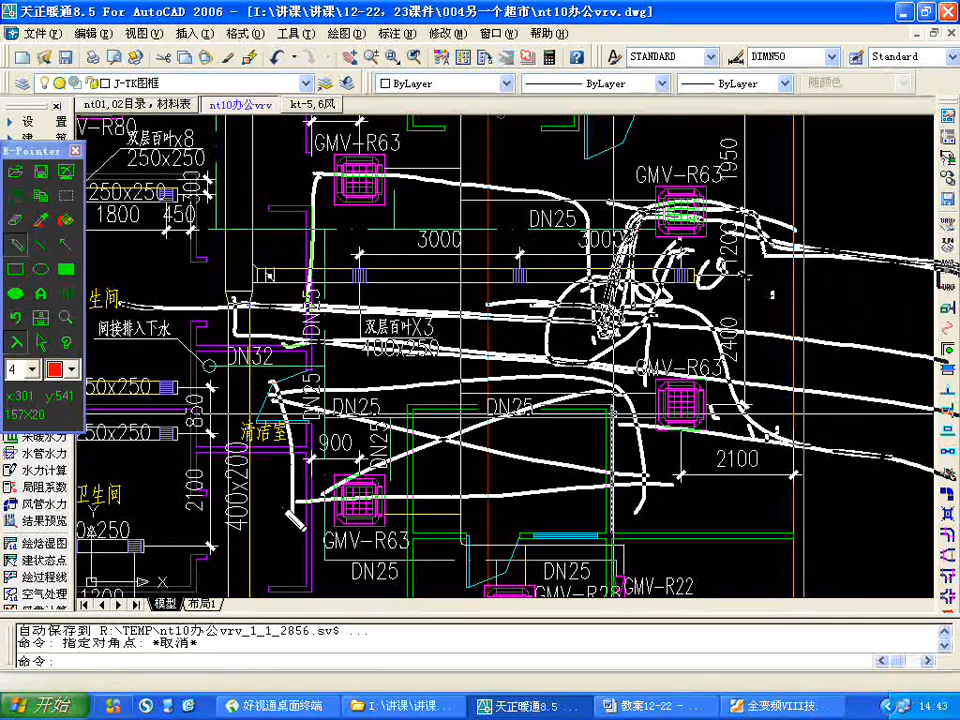 天正暖通8.5 For AutoCAD 2006 - [I:\讲课\讲课\12-22，23课件\004另一个超市\nt10办公vrv.dwg]
文件(F) 编辑(E) 视图(V) 插入(I) 格式(O) 工具(T) 绘图(D) 标注(N) 修改(M) 窗口(W) 帮助(H)
STANDARD DIMN50 Standard
J-TK图框 ByLayer ByLayer ByLayer 随颜色
nt01,02目录,材料表 nt10办公vrv kt-5,6风
设 置
E-Pointer
V-R80
双层百叶x8
250x250
250x250
1800 450
GMV-R63
GMV-R63
1950
DN25
3000
300
1200
生间
间接排入下水
双层百叶X3
400x250
DN32
DN25
2400
GMV-R63
50x250
850
DN25
DN25
DN25
清洁室
900
50x250
2100
400x200
卫生间
0x250
2100
GMV-R63
DN25
DN25
GMV-R22
4
x:301 y:541
157X20
采暖水力
水管水力
水力计算
局阻系数
风管水力
结果预览
绘焓湿图
建状态点
绘过程线
空气处理
X
模型 布局1
自动保存到 R:\TEMP\nt10办公vrv_1_1_2856.sv$ ...
命令: 指定对角点: *取消*
命令:
开始 好视通桌面终端 I:\讲课\讲课... 天正暖通8.5 ... 教案12-22 - ... 全变频VIII技... 14:43